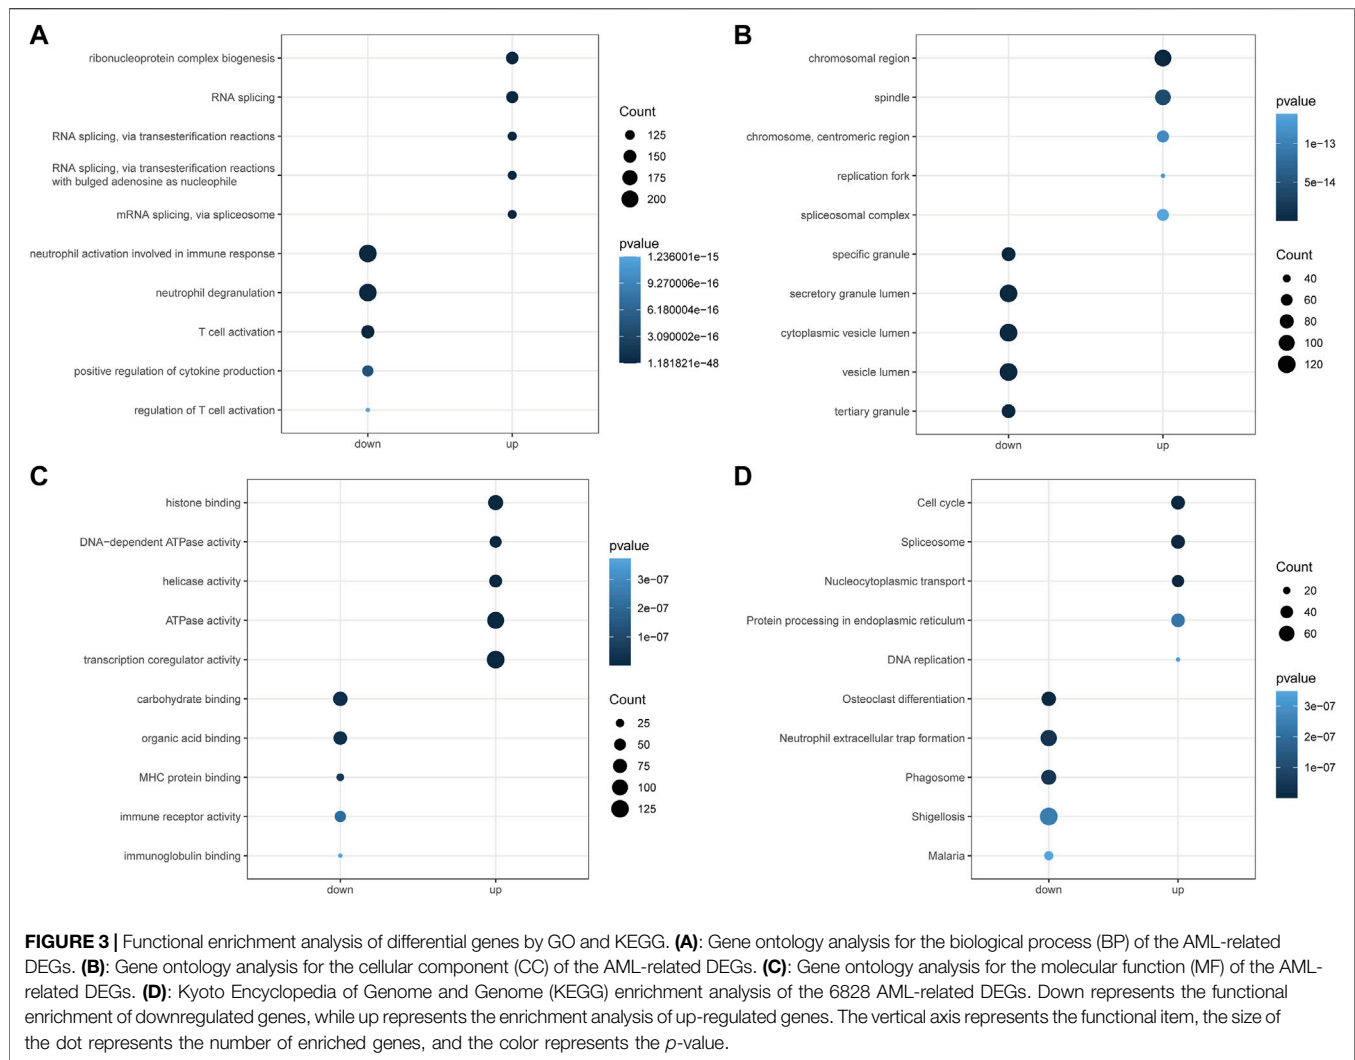 A
ribonucleoprotein complex biogenesis
RNA splicing
RNA splicing, via transesterification reactions
RNA splicing, via transesterification reactions
with bulged adenosine as nucleophile
mRNA splicing, via spliceosome
neutrophil activation involved in immune response
neutrophil degranulation
T cell activation
positive regulation of cytokine production
regulation of T cell activation
down
up
Count
125
150
175
200
pvalue
1.236001e−15
9.270006e−16
6.180004e−16
3.090002e−16
1.181821e−48
B
chromosomal region
spindle
chromosome, centromeric region
replication fork
spliceosomal complex
specific granule
secretory granule lumen
cytoplasmic vesicle lumen
vesicle lumen
tertiary granule
down
up
pvalue
1e−13
5e−14
Count
40
60
80
100
120
C
histone binding
DNA−dependent ATPase activity
helicase activity
ATPase activity
transcription coregulator activity
carbohydrate binding
organic acid binding
MHC protein binding
immune receptor activity
immunoglobulin binding
down
up
pvalue
3e−07
2e−07
1e−07
Count
25
50
75
100
125
D
Cell cycle
Spliceosome
Nucleocytoplasmic transport
Protein processing in endoplasmic reticulum
DNA replication
Osteoclast differentiation
Neutrophil extracellular trap formation
Phagosome
Shigellosis
Malaria
down
up
Count
20
40
60
pvalue
3e−07
2e−07
1e−07
FIGURE 3 | Functional enrichment analysis of differential genes by GO and KEGG. (A): Gene ontology analysis for the biological process (BP) of the AML-related
DEGs. (B): Gene ontology analysis for the cellular component (CC) of the AML-related DEGs. (C): Gene ontology analysis for the molecular function (MF) of the AML-
related DEGs. (D): Kyoto Encyclopedia of Genome and Genome (KEGG) enrichment analysis of the 6828 AML-related DEGs. Down represents the functional
enrichment of downregulated genes, while up represents the enrichment analysis of up-regulated genes. The vertical axis represents the functional item, the size of
the dot represents the number of enriched genes, and the color represents the p-value.